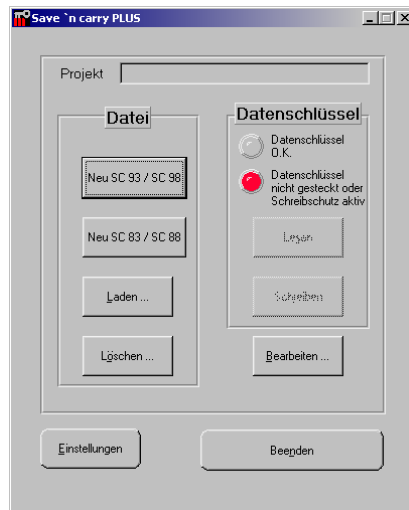 Save `n carry PLUS
Projekt
Datei
Neu SC 93 / SC 98
Neu SC 83 / SC 88
Laden ...
Löschen ...
Datenschlüssel
Datenschlüssel
O.K.
Datenschlüssel
nicht gesteckt oder
Schreibschutz aktiv
Lesen
Schreiben
Bearbeiten ...
Einstellungen
Beenden